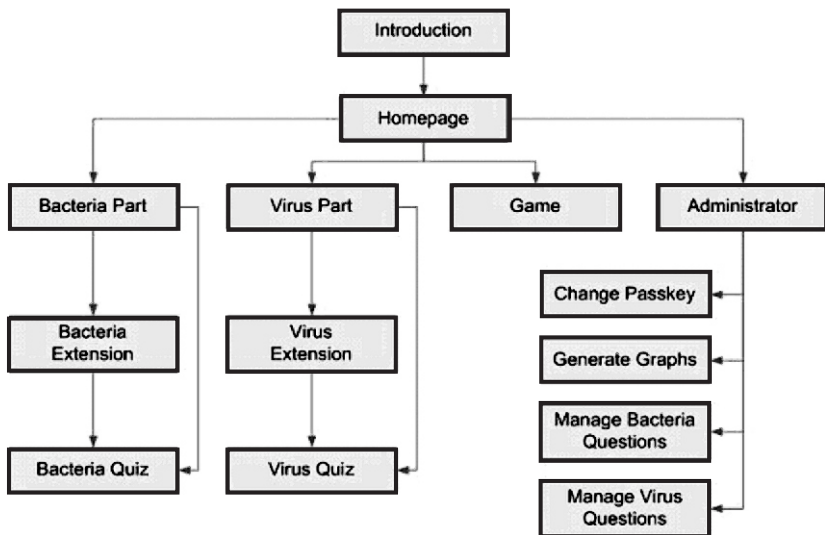 Introduction
Homepage
Bacteria Part
Virus Part
Game
Administrator
Change Passkey
Bacteria
Extension
Virus
Extension
Generate Graphs
Manage Bacteria
Questions
Bacteria Quiz
Virus Quiz
Manage Virus
Questions